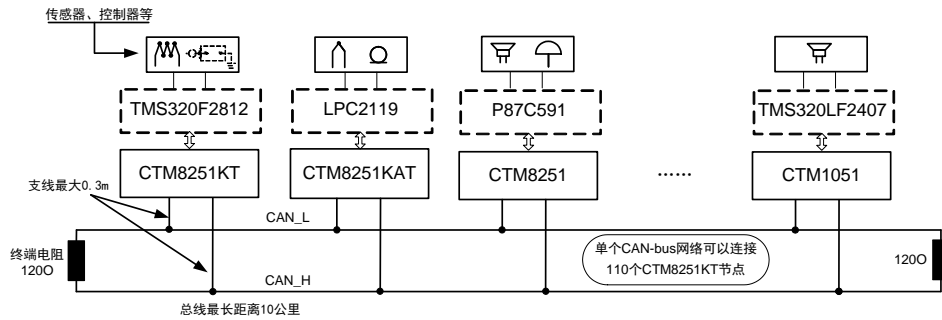 传感器、控制器等
TMS320F2812
LPC2119
P87C591
TMS320LF2407
CTM8251KT
CTM8251KAT
CTM8251
……
CTM1051
支线最大0.3m
CAN_L
终端电阻
120O
单个CAN-bus网络可以连接
110个CTM8251KT节点
120O
CAN_H
总线最长距离10公里